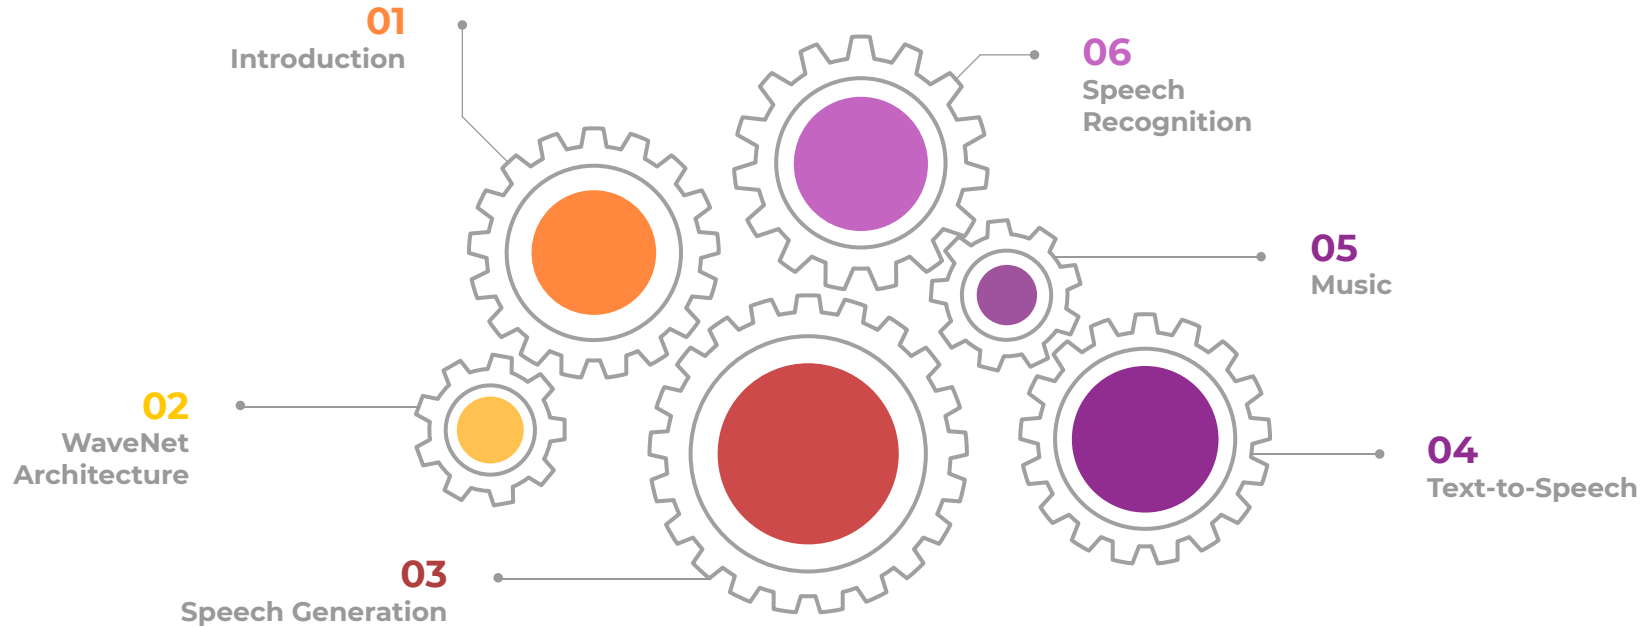 01
Introduction
02
WaveNet
Architecture
03
Speech Generation
04
Text-to-Speech
05
Music
06
Speech
Recognition